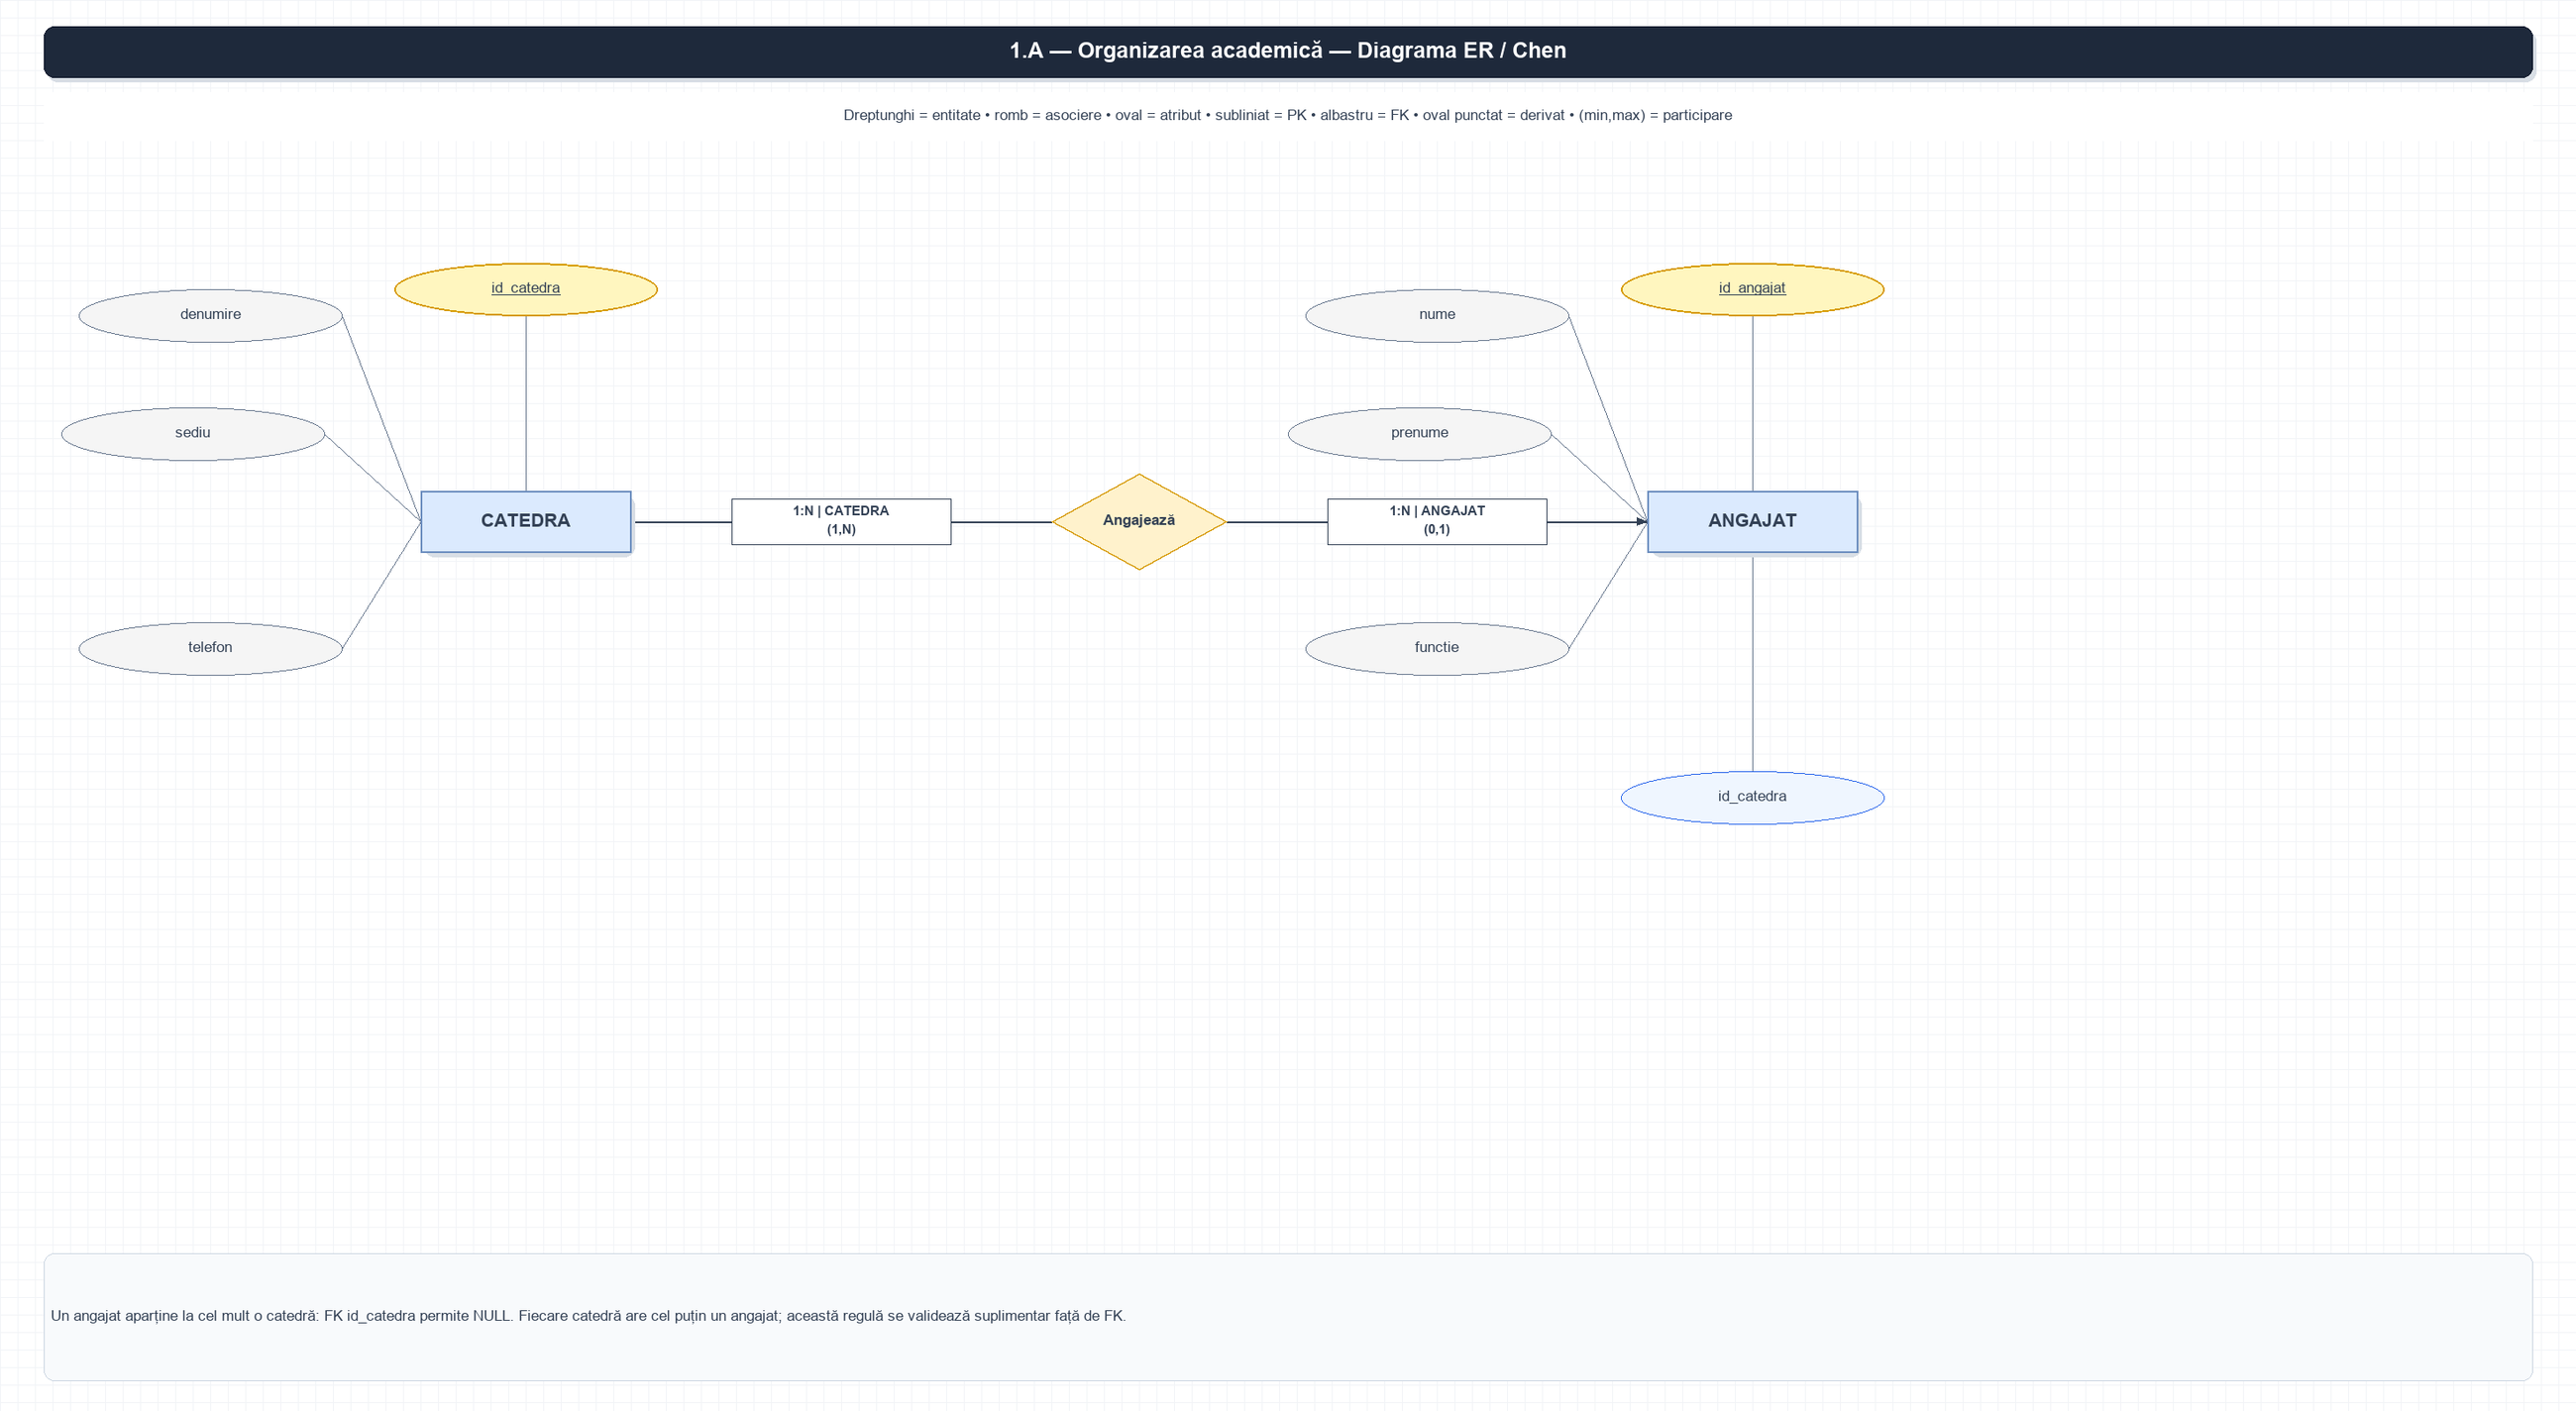 1.A — Organizarea academică — Diagrama ER / Chen
Dreptunghi = entitate • romb = asociere • oval = atribut • subliniat = PK • albastru = FK • oval punctat = derivat • (min,max) = participare
id_catedra
denumire
sediu
CATEDRA
telefon
1:N | CATEDRA
(1,N)
Angajează
1:N | ANGAJAT
(0,1)
id_angajat
nume
prenume
ANGAJAT
functie
id_catedra
Un angajat aparține la cel mult o catedră: FK id_catedra permite NULL. Fiecare catedră are cel puțin un angajat; această regulă se validează suplimentar față de FK.